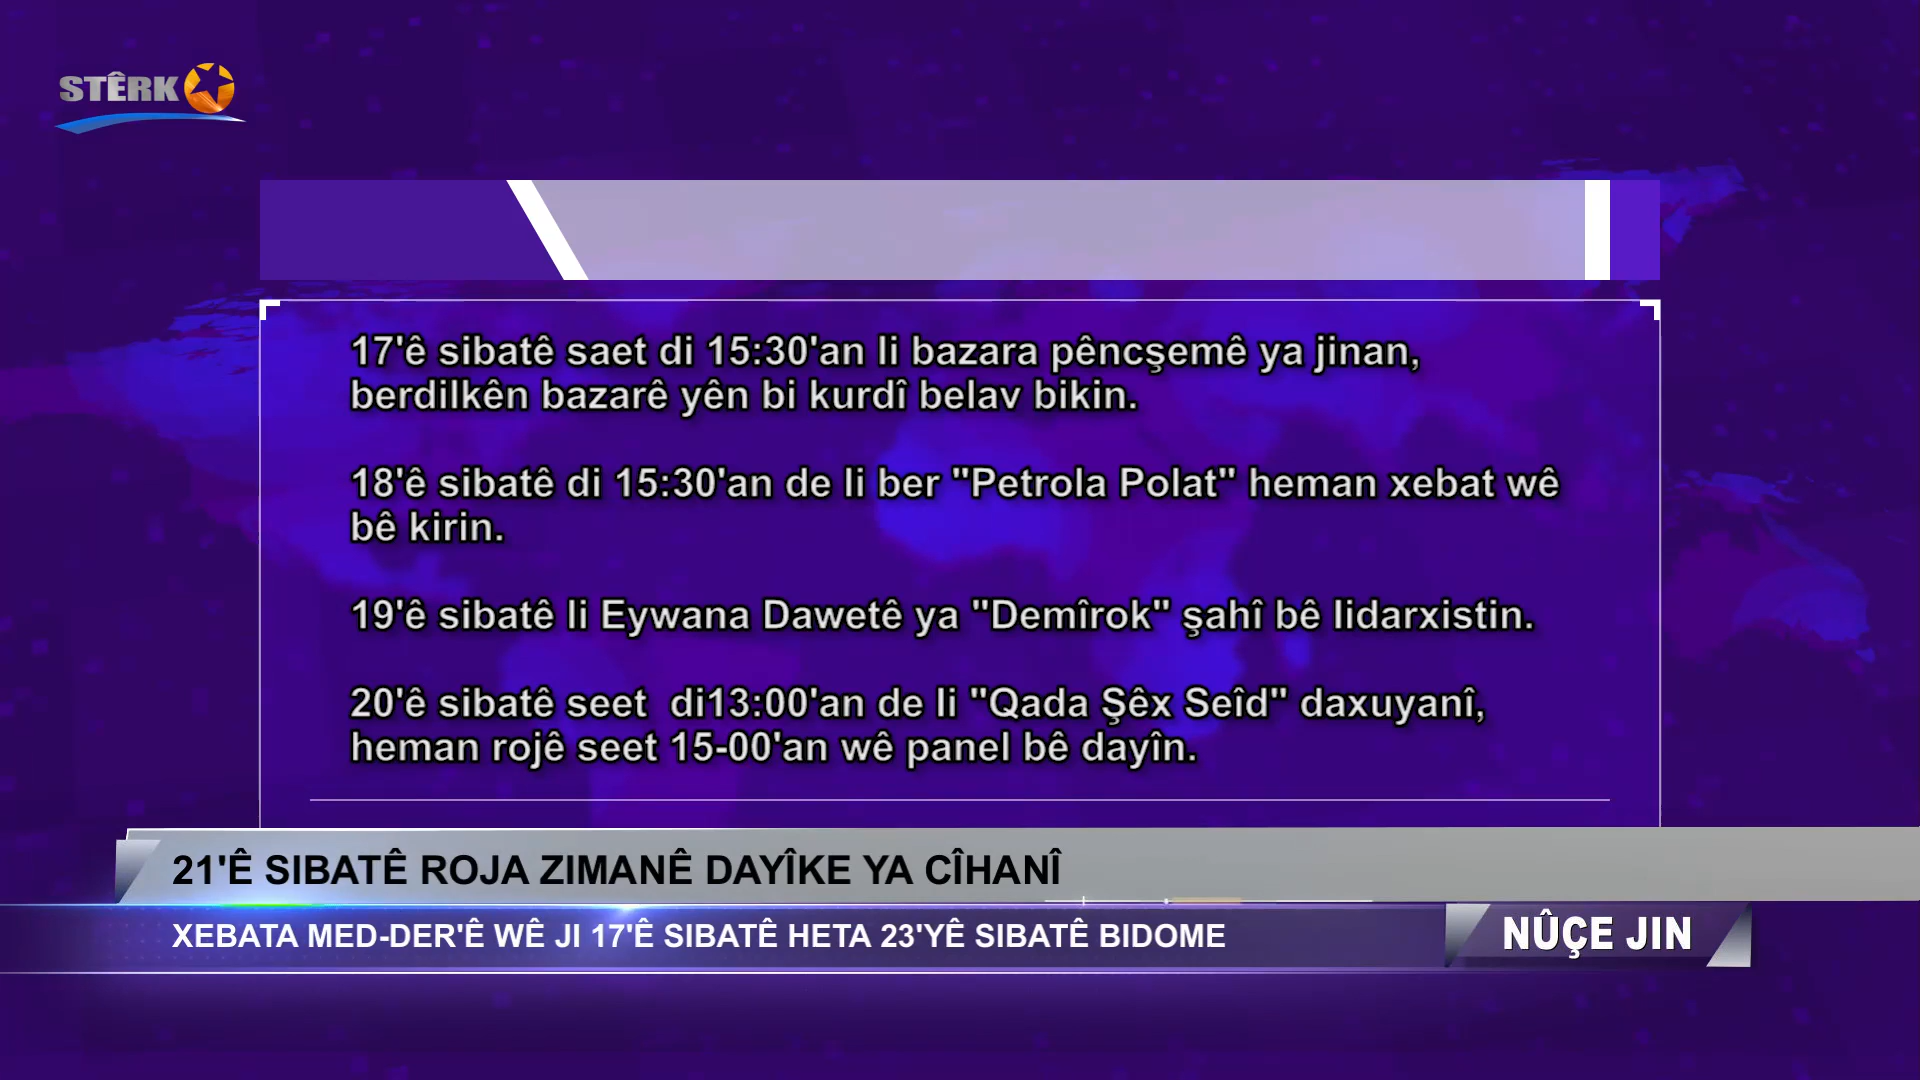 STÊRK
17'ê sibatê saet di 15:30'an li bazara pêncşemê ya jinan,
berdilkên bazarê yên bi kurdî belav bikin.
18'ê sibatê di 15:30'an de li ber "Petrola Polat" heman xebat wê
bê kirin.
19'ê sibatê li Eywana Dawetê ya "Demîrok" şahî bê lidarxistin.
20'ê sibatê seet  di13:00'an de li "Qada Şêx Seîd" daxuyanî,
heman rojê seet 15-00'an wê panel bê dayîn.
21'Ê SIBATÊ ROJA ZIMANÊ DAYÎKE YA CÎHANÎ
XEBATA MED-DER'Ê WÊ JI 17'Ê SIBATÊ HETA 23'YÊ SIBATÊ BIDOME
NÛÇE JIN